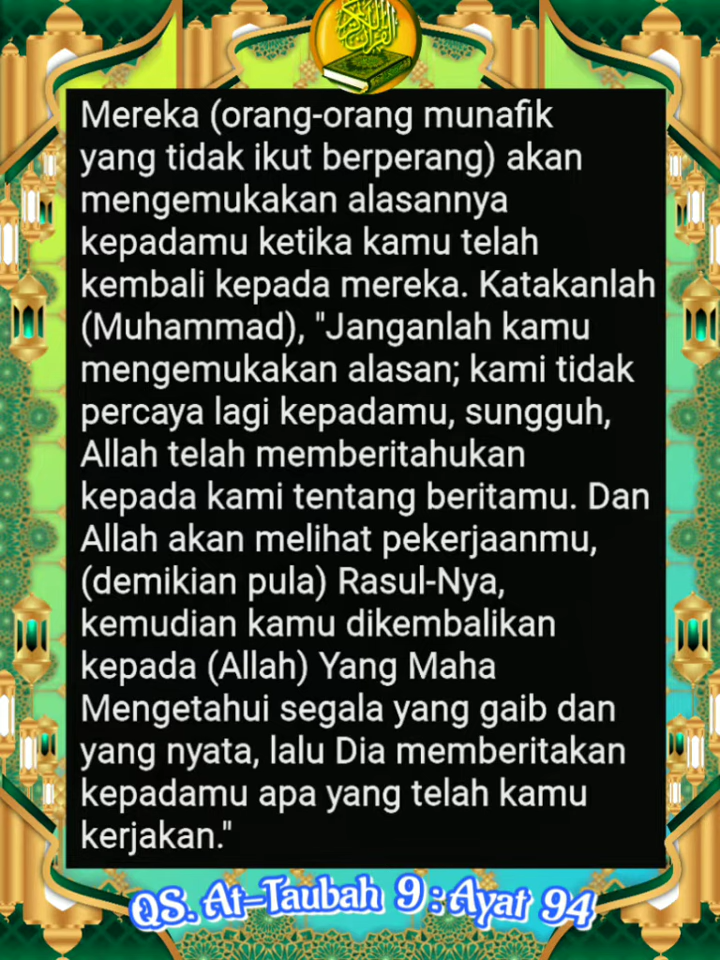 Mereka (orang-orang munafik
yang tidak ikut berperang) akan
mengemukakan alasannya
kepadamu ketika kamu telah
kembali kepada mereka. Katakanlah
(Muhammad), "Janganlah kamu
mengemukakan alasan; kami tidak
percaya lagi kepadamu, sungguh,
Allah telah memberitahukan
kepada kami tentang beritamu. Dan
Allah akan melihat pekerjaanmu,
(demikian pula) Rasul-Nya,
kemudian kamu dikembalikan
kepada (Allah) Yang Maha
Mengetahui segala yang gaib dan
yang nyata, lalu Dia memberitakan
kepadamu apa yang telah kamu
kerjakan."
QS. At-Taubah 9 : Ayat 94